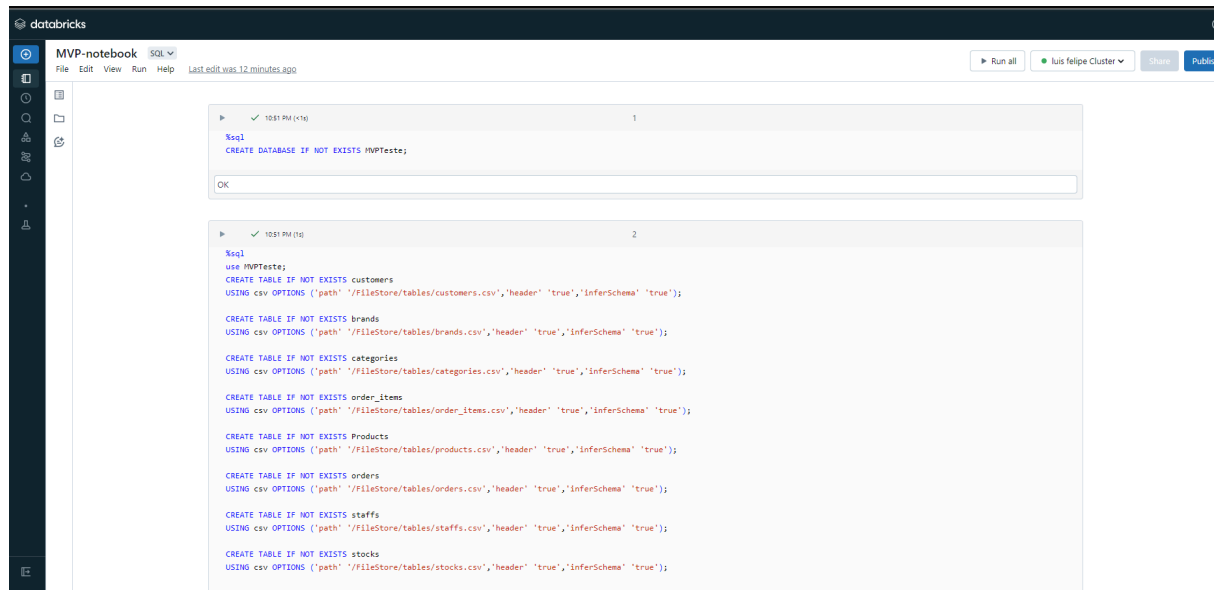 databricks
MVP-notebook SQL
File Edit View Run Help Last edit was 12 minutes ago
Run all
luis felipe Cluster
Share
Publis
10:51 PM (<1s)
1
%sql
CREATE DATABASE IF NOT EXISTS MVPTeste;
OK
10:51 PM (1s)
2
%sql
use MVPTeste;
CREATE TABLE IF NOT EXISTS customers
USING csv OPTIONS ('path' '/FileStore/tables/customers.csv','header' 'true','inferSchema' 'true');
CREATE TABLE IF NOT EXISTS brands
USING csv OPTIONS ('path' '/FileStore/tables/brands.csv','header' 'true','inferSchema' 'true');
CREATE TABLE IF NOT EXISTS categories
USING csv OPTIONS ('path' '/FileStore/tables/categories.csv','header' 'true','inferSchema' 'true');
CREATE TABLE IF NOT EXISTS order_items
USING csv OPTIONS ('path' '/FileStore/tables/order_items.csv','header' 'true','inferSchema' 'true');
CREATE TABLE IF NOT EXISTS Products
USING csv OPTIONS ('path' '/FileStore/tables/products.csv','header' 'true','inferSchema' 'true');
CREATE TABLE IF NOT EXISTS orders
USING csv OPTIONS ('path' '/FileStore/tables/orders.csv','header' 'true','inferSchema' 'true');
CREATE TABLE IF NOT EXISTS staffs
USING csv OPTIONS ('path' '/FileStore/tables/staffs.csv','header' 'true','inferSchema' 'true');
CREATE TABLE IF NOT EXISTS stocks
USING csv OPTIONS ('path' '/FileStore/tables/stocks.csv','header' 'true','inferSchema' 'true');